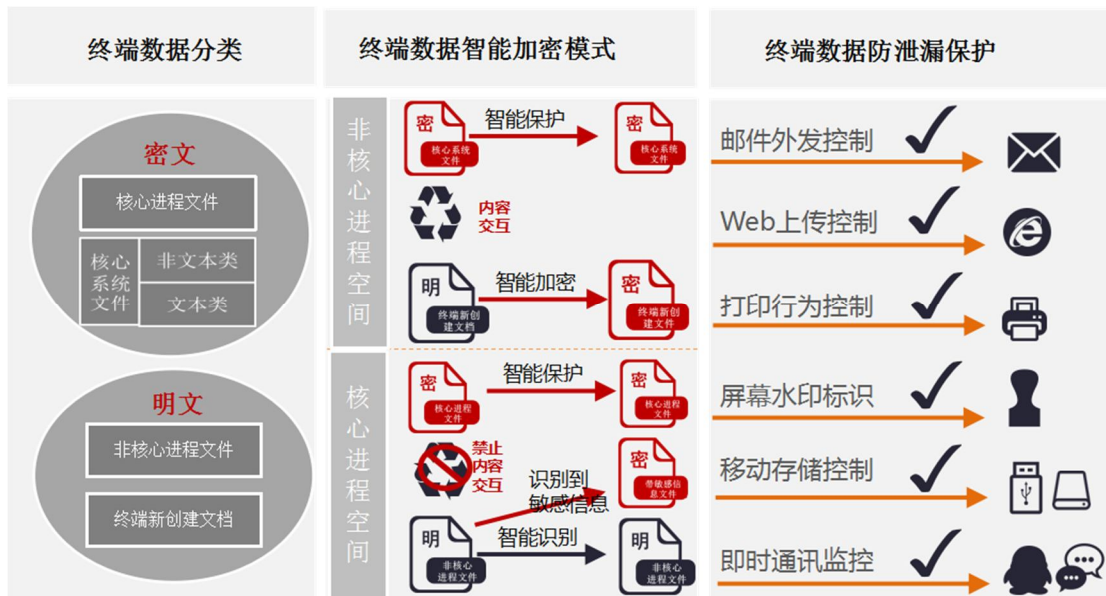 终端数据分类
终端数据智能加密模式
终端数据防泄漏保护
密文
核心进程文件
核心
系统
文件
非文本类
文本类
明文
非核心进程文件
终端新创建文档
非核心进程空间
密
核心系统
文件
智能保护
密
核心系统
文件
内容
交互
明
终端新创
建文档
智能加密
密
终端新创
建文件
核心进程空间
密
核心进程
文件
智能保护
密
核心进程
文件
禁止
内容
交互
识别到
敏感信息
密
带敏感信
息文件
明
非核心
进程文件
智能识别
明
非核心
进程文件
邮件外发控制
Web上传控制
打印行为控制
屏幕水印标识
移动存储控制
即时通讯监控